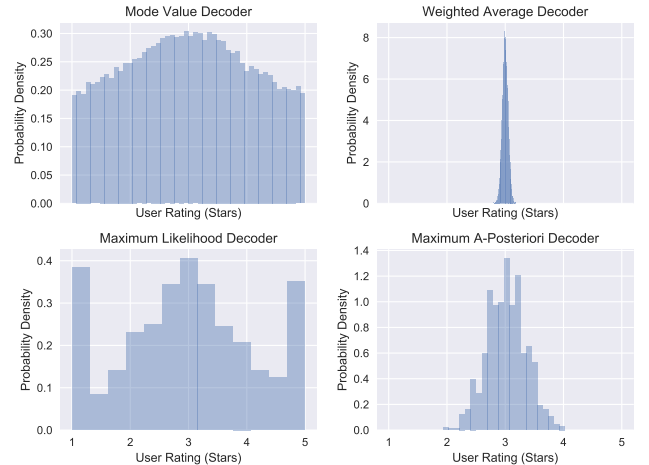 Mode Value Decoder
Probability Density
0.30
0.25
0.20
0.15
0.10
0.05
0.00
User Rating (Stars)
Weighted Average Decoder
Probability Density
8
6
4
2
0
User Rating (Stars)
Maximum Likelihood Decoder
Probability Density
0.4
0.3
0.2
0.1
0.0
1 2 3 4 5
User Rating (Stars)
Maximum A-Posteriori Decoder
Probability Density
1.4
1.2
1.0
0.8
0.6
0.4
0.2
0.0
1 2 3 4 5
User Rating (Stars)